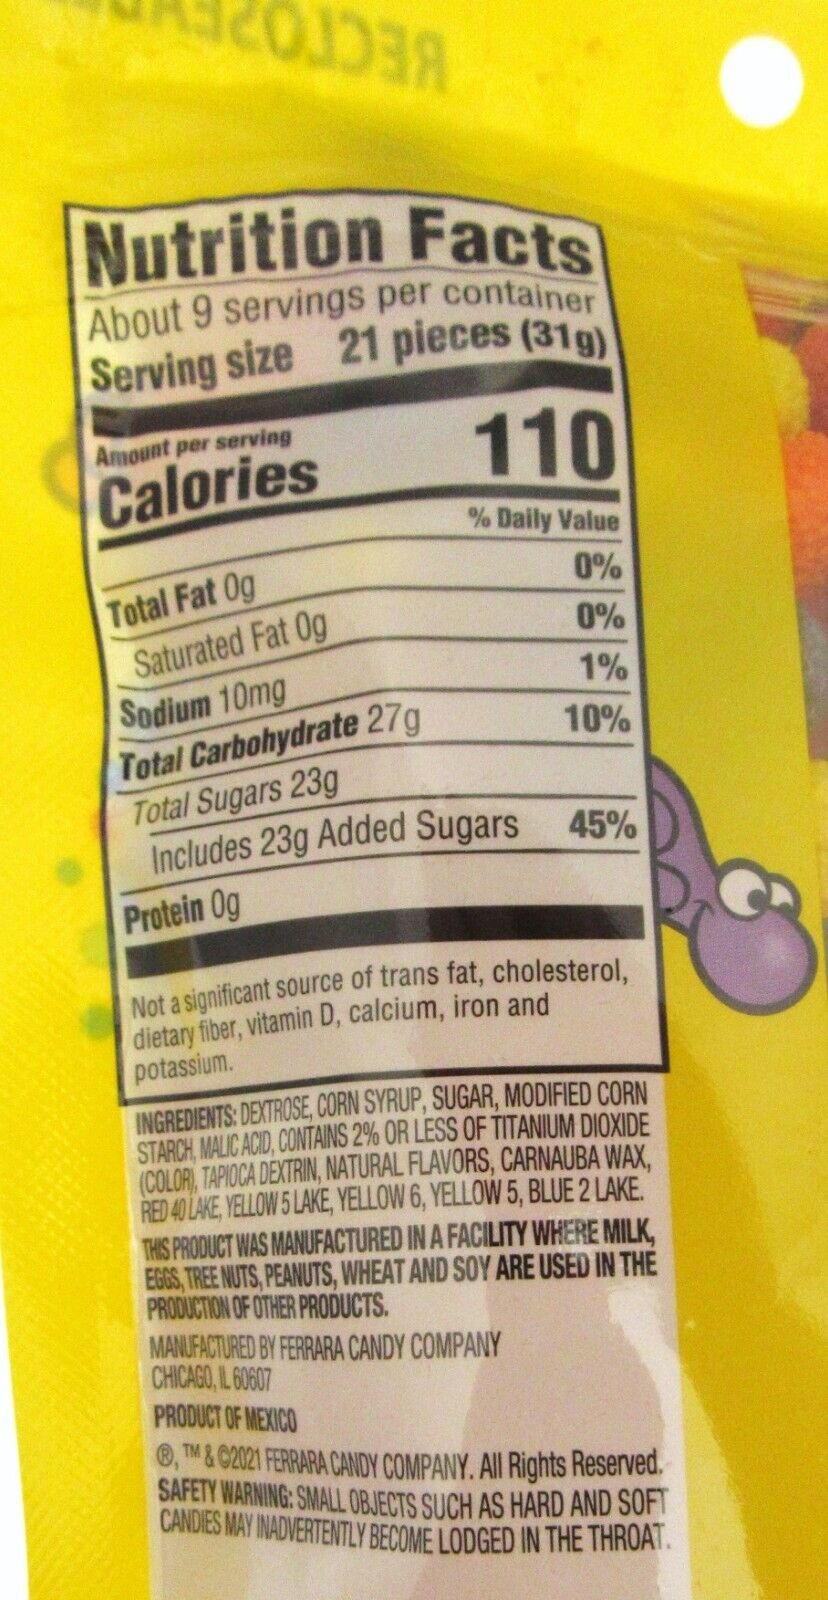 RECLOSEABLE
Nutrition Facts
About 9 servings per container
Serving size 21 pieces (31g)
Amount per serving
Calories 110
% Daily Value
Total Fat 0g 0%
Saturated Fat 0g 0%
Sodium 10mg 1%
Total Carbohydrate 27g 10%
Total Sugars 23g
Includes 23g Added Sugars 45%
Protein 0g
Not a significant source of trans fat, cholesterol,
dietary fiber, vitamin D, calcium, iron and
potassium.
INGREDIENTS: DEXTROSE, CORN SYRUP, SUGAR, MODIFIED CORN
STARCH, MALIC ACID, CONTAINS 2% OR LESS OF TITANIUM DIOXIDE
(COLOR), TAPIOCA DEXTRIN, NATURAL FLAVORS, CARNAUBA WAX,
RED 40 LAKE, YELLOW 5 LAKE, YELLOW 6, YELLOW 5, BLUE 2 LAKE.
THIS PRODUCT WAS MANUFACTURED IN A FACILITY WHERE MILK,
EGGS, TREE NUTS, PEANUTS, WHEAT AND SOY ARE USED IN THE
PRODUCTION OF OTHER PRODUCTS.
MANUFACTURED BY FERRARA CANDY COMPANY
CHICAGO, IL 60607
PRODUCT OF MEXICO
®, TM & ©2021 FERRARA CANDY COMPANY. All Rights Reserved.
SAFETY WARNING: SMALL OBJECTS SUCH AS HARD AND SOFT
CANDIES MAY INADVERTENTLY BECOME LODGED IN THE THROAT.